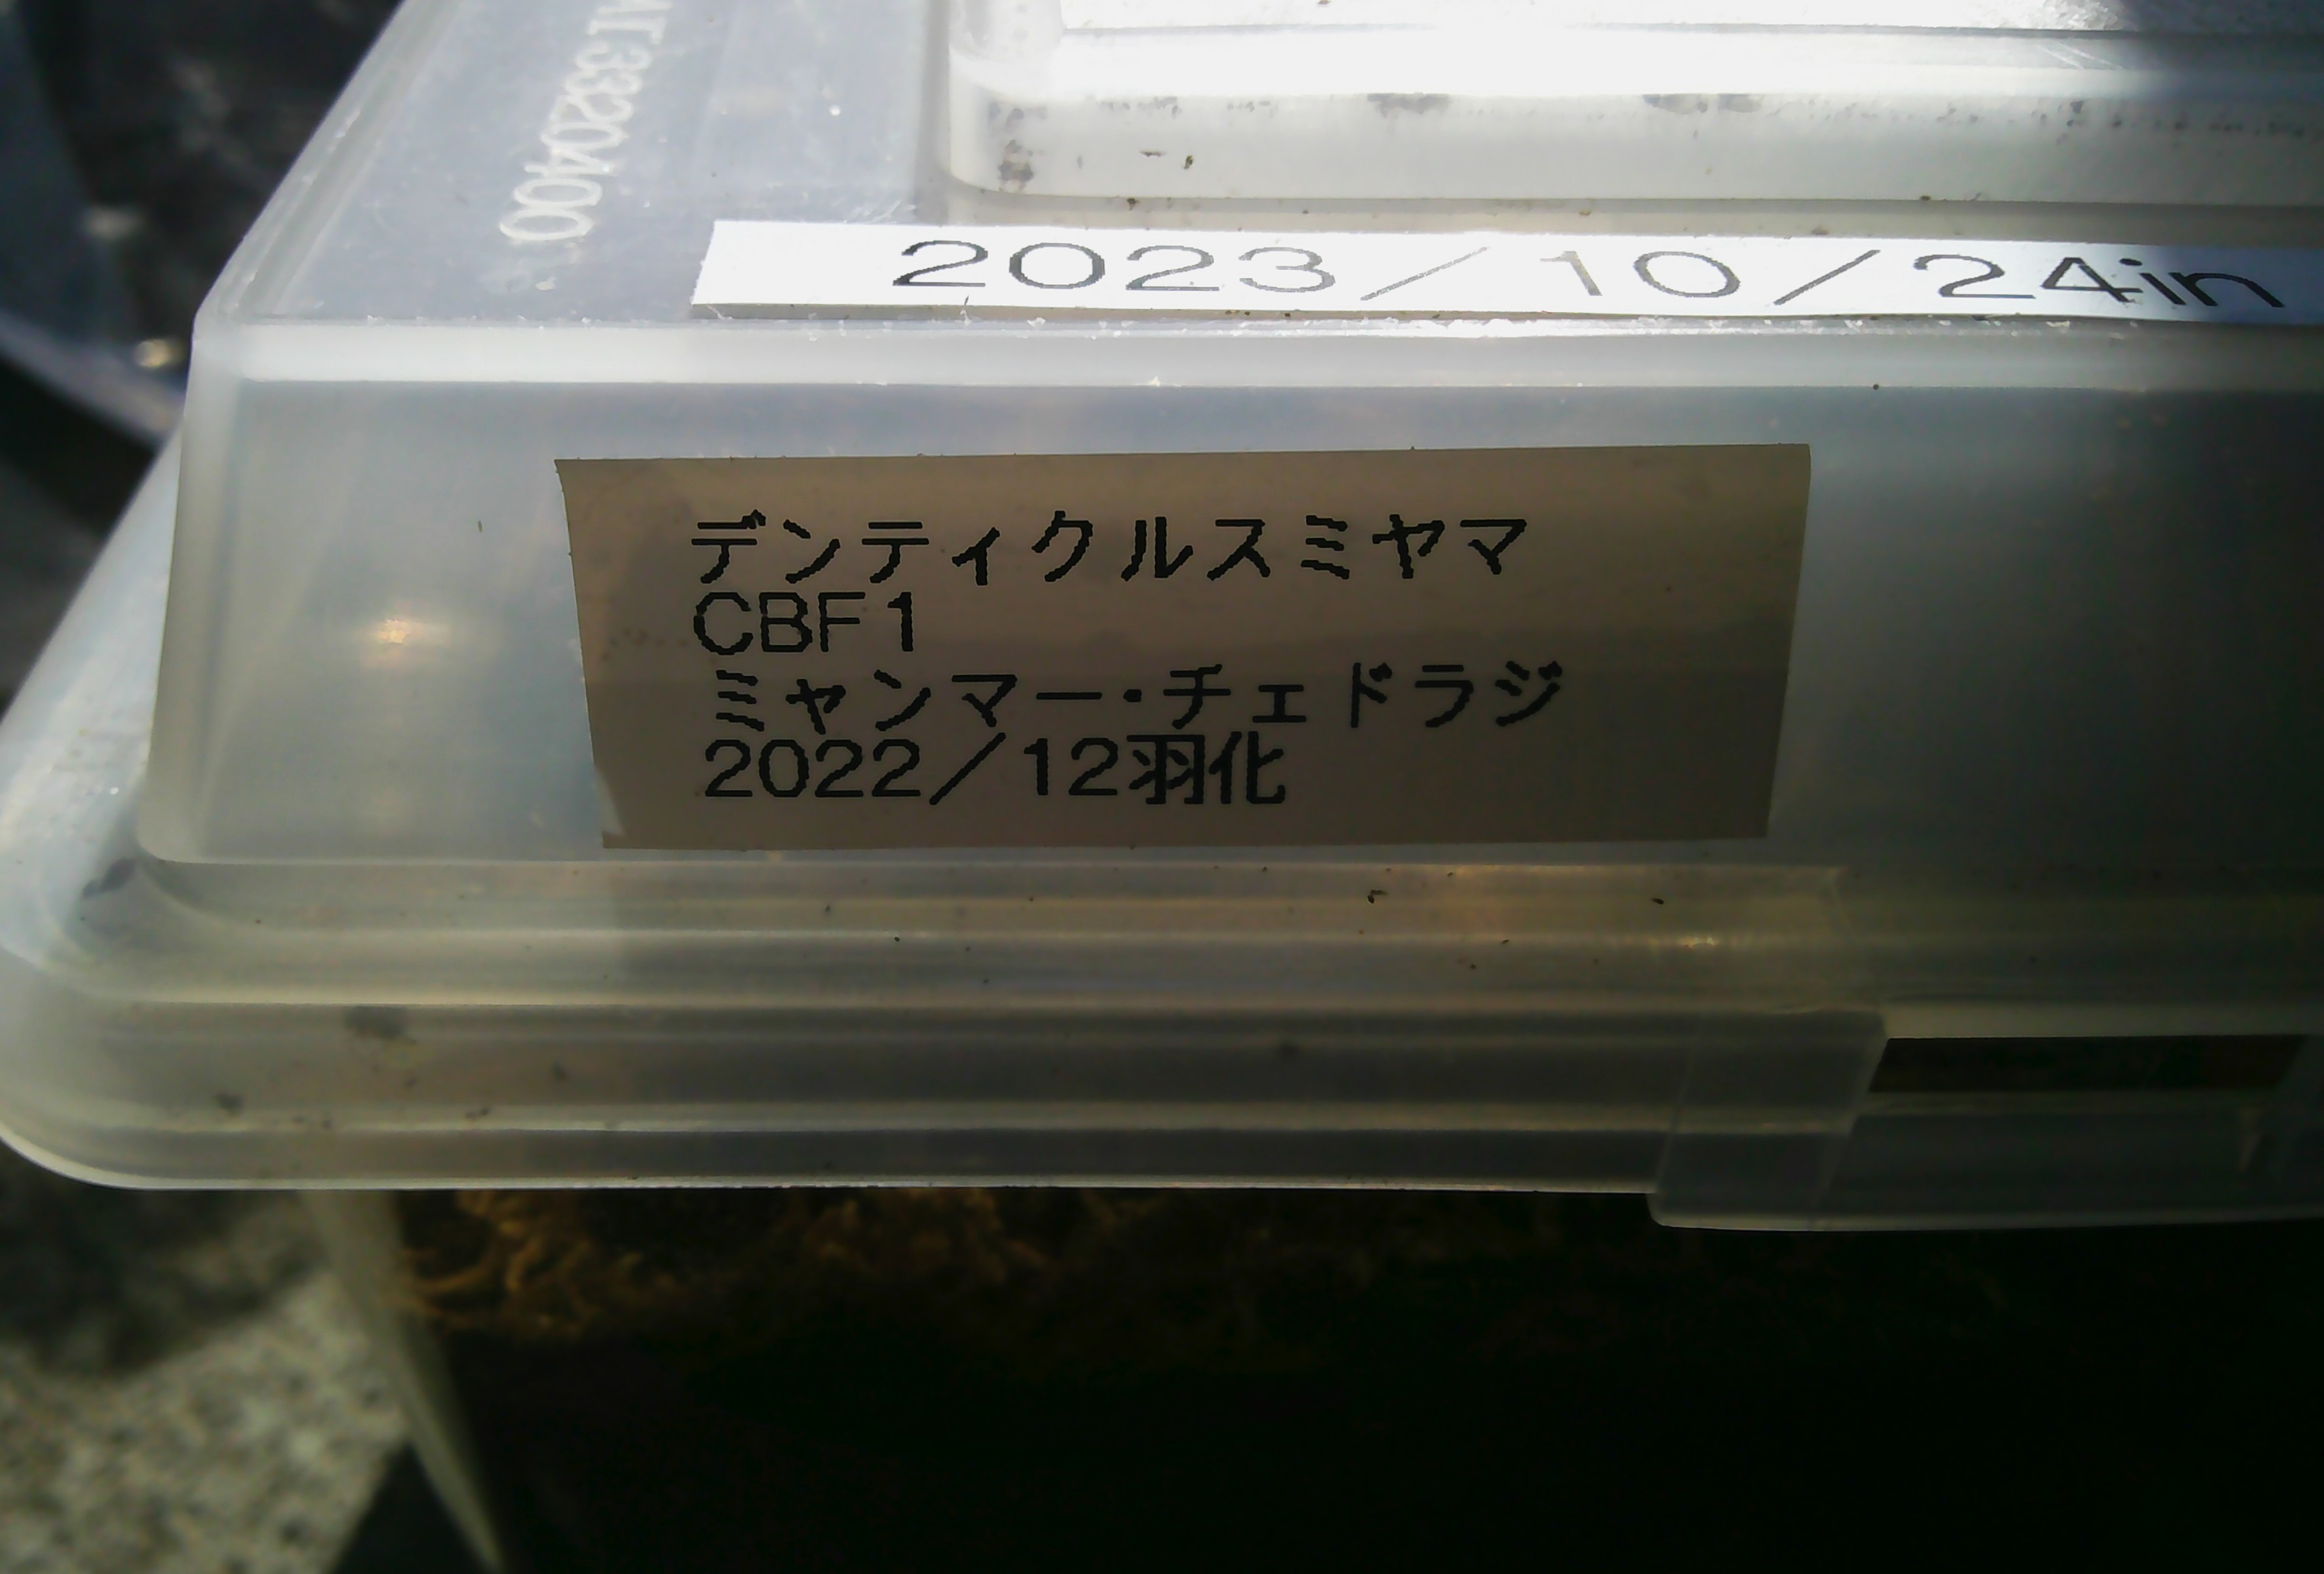 2023/10/24in
デンティクルスミヤマ
CBF1
ミャンマー・チェドラジ
2022/12羽化